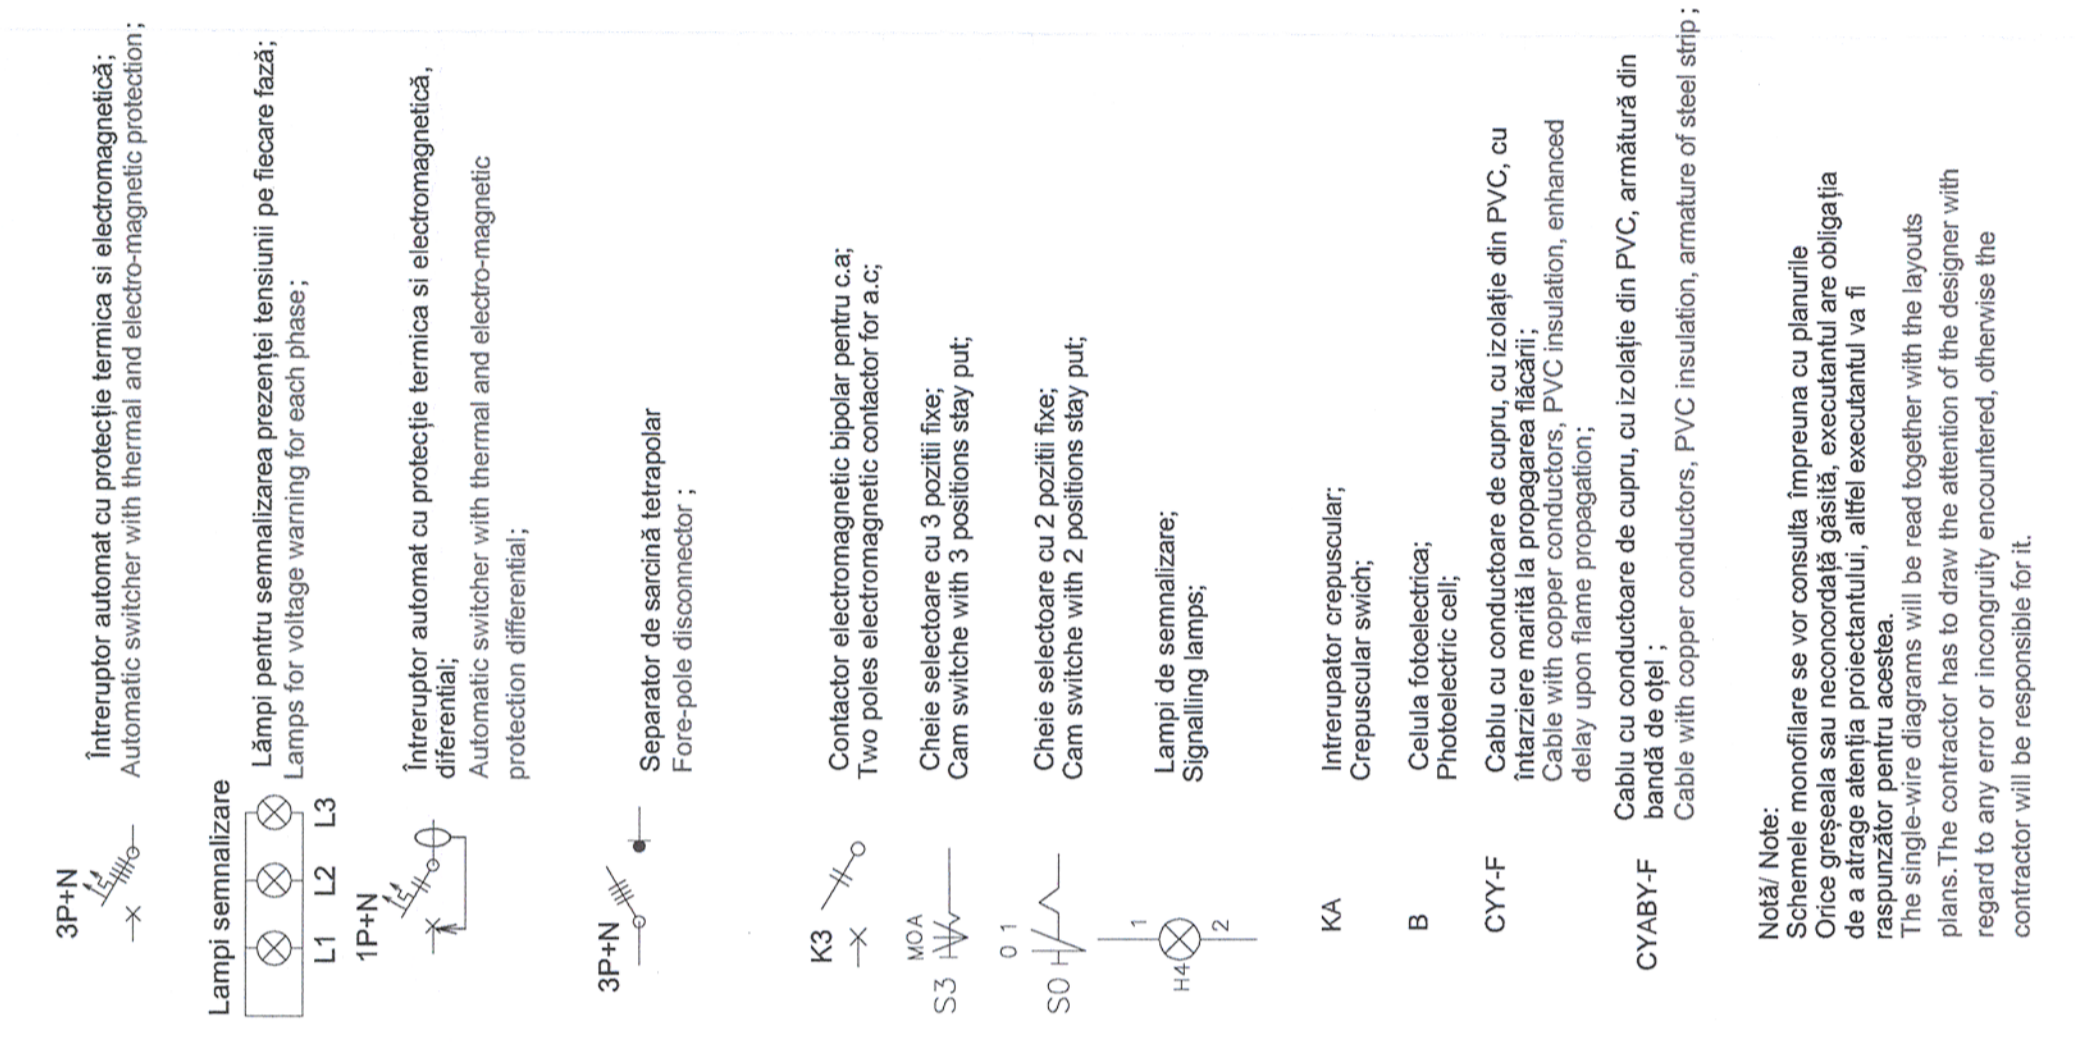 3P+N
Întreruptor automat cu protecție termica si electromagnetică;
Automatic switcher with thermal and electro-magnetic protection;
Lampi semnalizare
L1 L2 L3
Lămpi pentru semnalizarea prezenței tensiunii pe fiecare fază;
Lamps for voltage warning for each phase;
1P+N
Întreruptor automat cu protecție termica si electromagnetică,
diferential;
Automatic switcher with thermal and electro-magnetic
protection differential;
3P+N
Separator de sarcină tetrapolar
Fore-pole disconnector ;
K3
Contactor electromagnetic bipolar pentru c.a;
Two poles electromagnetic contactor for a.c;
MOA
S3
Cheie selectoare cu 3 pozitii fixe;
Cam switche with 3 positions stay put;
0 1
S0
Cheie selectoare cu 2 pozitii fixe;
Cam switche with 2 positions stay put;
1
H4
2
Lampi de semnalizare;
Signalling lamps;
KA
Intrerupator crepuscular;
Crepuscular swich;
B
Celula fotoelectrica;
Photoelectric cell;
CYY-F
Cablu cu conductoare de cupru, cu izolație din PVC, cu
întarziere marită la propagarea flăcării;
Cable with copper conductors, PVC insulation, enhanced
delay upon flame propagation;
CYABY-F
Cablu cu conductoare de cupru, cu izolație din PVC, armătură din
bandă de oțel ;
Cable with copper conductors, PVC insulation, armature of steel strip ;
Notă/ Note:
Schemele monofilare se vor consulta împreuna cu planurile
Orice greșeala sau neconcordață găsită, executantul are obligația
de a atrage atenția proiectantului, altfel executantul va fi
raspunzător pentru acestea.
The single-wire diagrams will be read together with the layouts
plans.The contractor has to draw the attention of the designer with
regard to any error or incongruity encountered, otherwise the
contractor will be responsible for it.